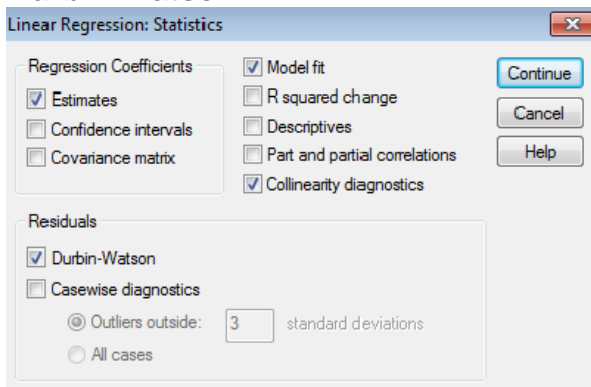 Linear Regression: Statistics
Regression Coefficients
Estimates
Confidence intervals
Covariance matrix
Model fit
R squared change
Descriptives
Part and partial correlations
Collinearity diagnostics
Continue
Cancel
Help
Residuals
Durbin-Watson
Casewise diagnostics
Outliers outside: 3 standard deviations
All cases